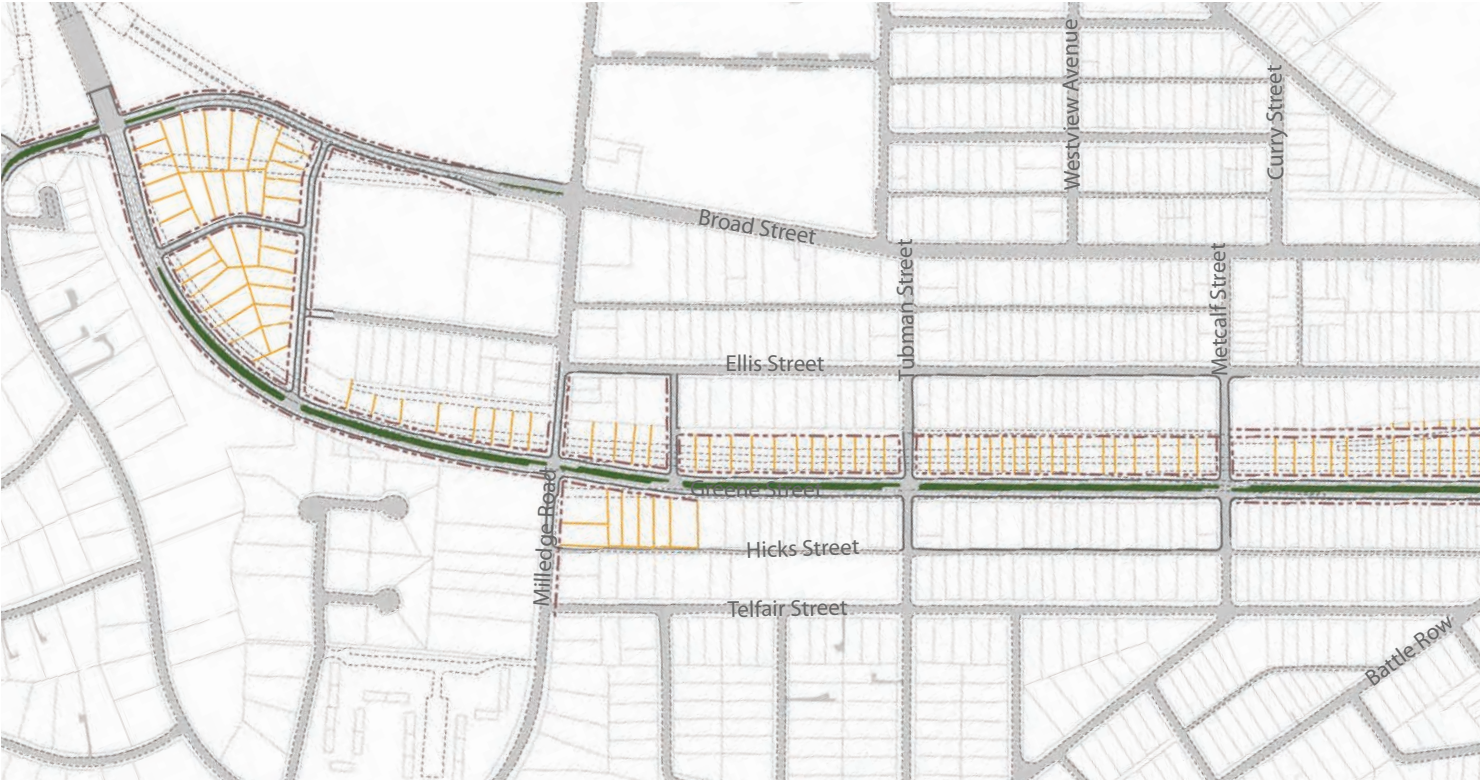 Westview Avenue
Curry Street
Broad Street
Tubman Street
Metcalf Street
Ellis Street
Greene Street
Milledge Road
Hicks Street
Telfair Street
Battle Row